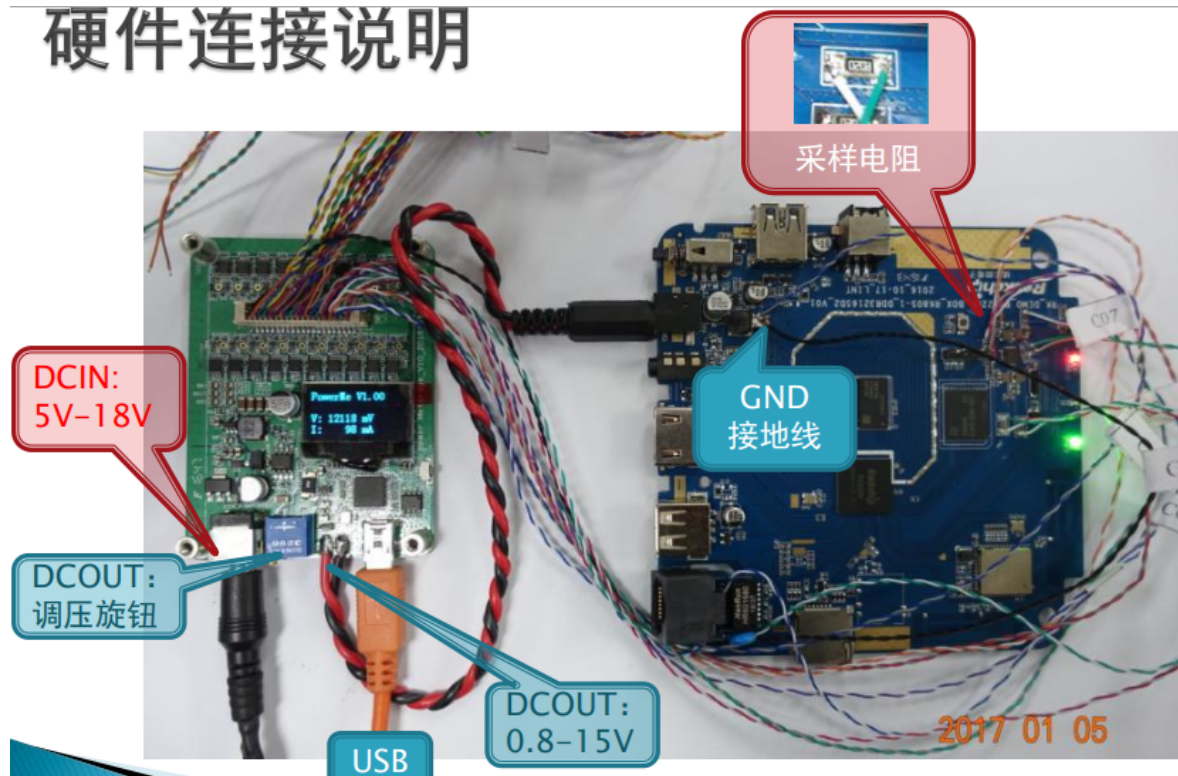 硬件连接说明
采样电阻
DCIN:
5V-18V
PowerMe V1.00
V: 12118 mV
I: 98 mA
C07
GND
接地线
DCOUT:
调压旋钮
DCOUT:
0.8-15V
USB
2017 01 05